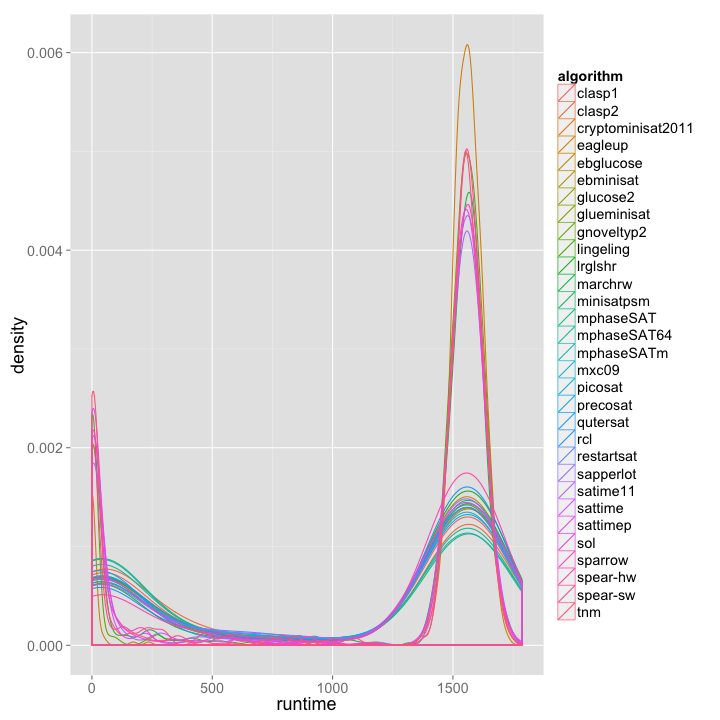 0.006
0.004
0.002
0.000
density
0
500
1000
1500
runtime
algorithm
clasp1
clasp2
cryptominisat2011
eagleup
ebglucose
ebminisat
glucose2
glueminisat
gnoveltyp2
lingeling
lrglshr
marchrw
minisatpsm
mphaseSAT
mphaseSAT64
mphaseSATm
mxc09
picosat
precosat
qutersat
rcl
restartsat
sapperlot
satime11
sattime
sattimep
sol
sparrow
spear-hw
spear-sw
tnm